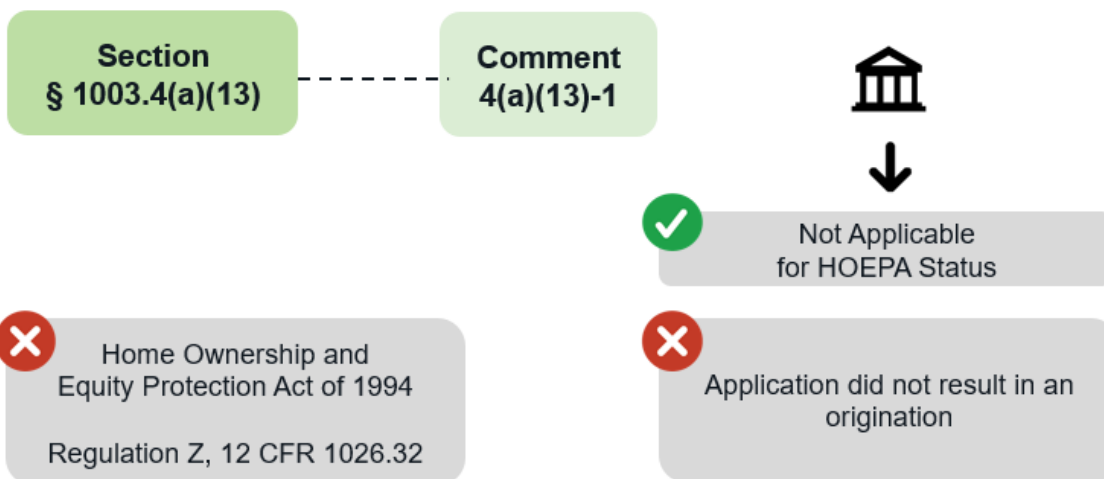 Section
§ 1003.4(a)(13)
Comment
4(a)(13)-1
Not Applicable
for HOEPA Status
Home Ownership and
Equity Protection Act of 1994
Regulation Z, 12 CFR 1026.32
Application did not result in an
origination